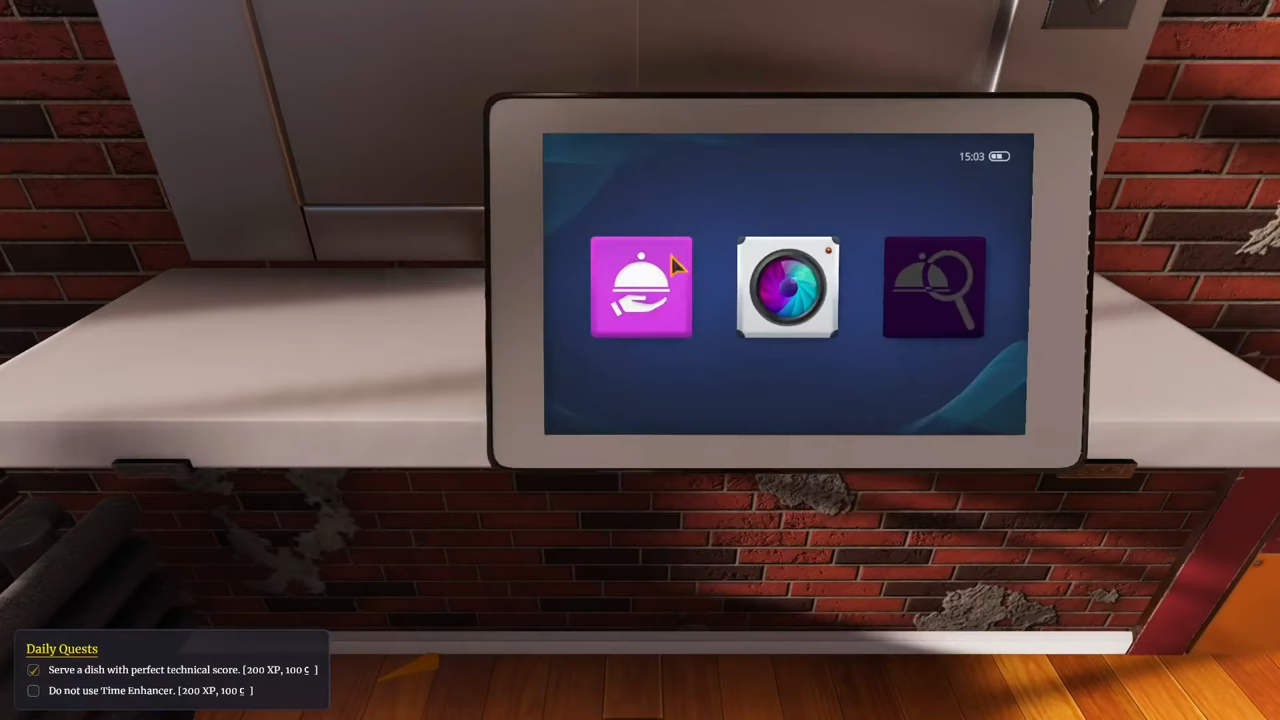 15:03
Daily Quests
Serve a dish with perfect technical score. [200 XP, 100 ₢ ]
Do not use Time Enhancer. [200 XP, 100 ₢ ]